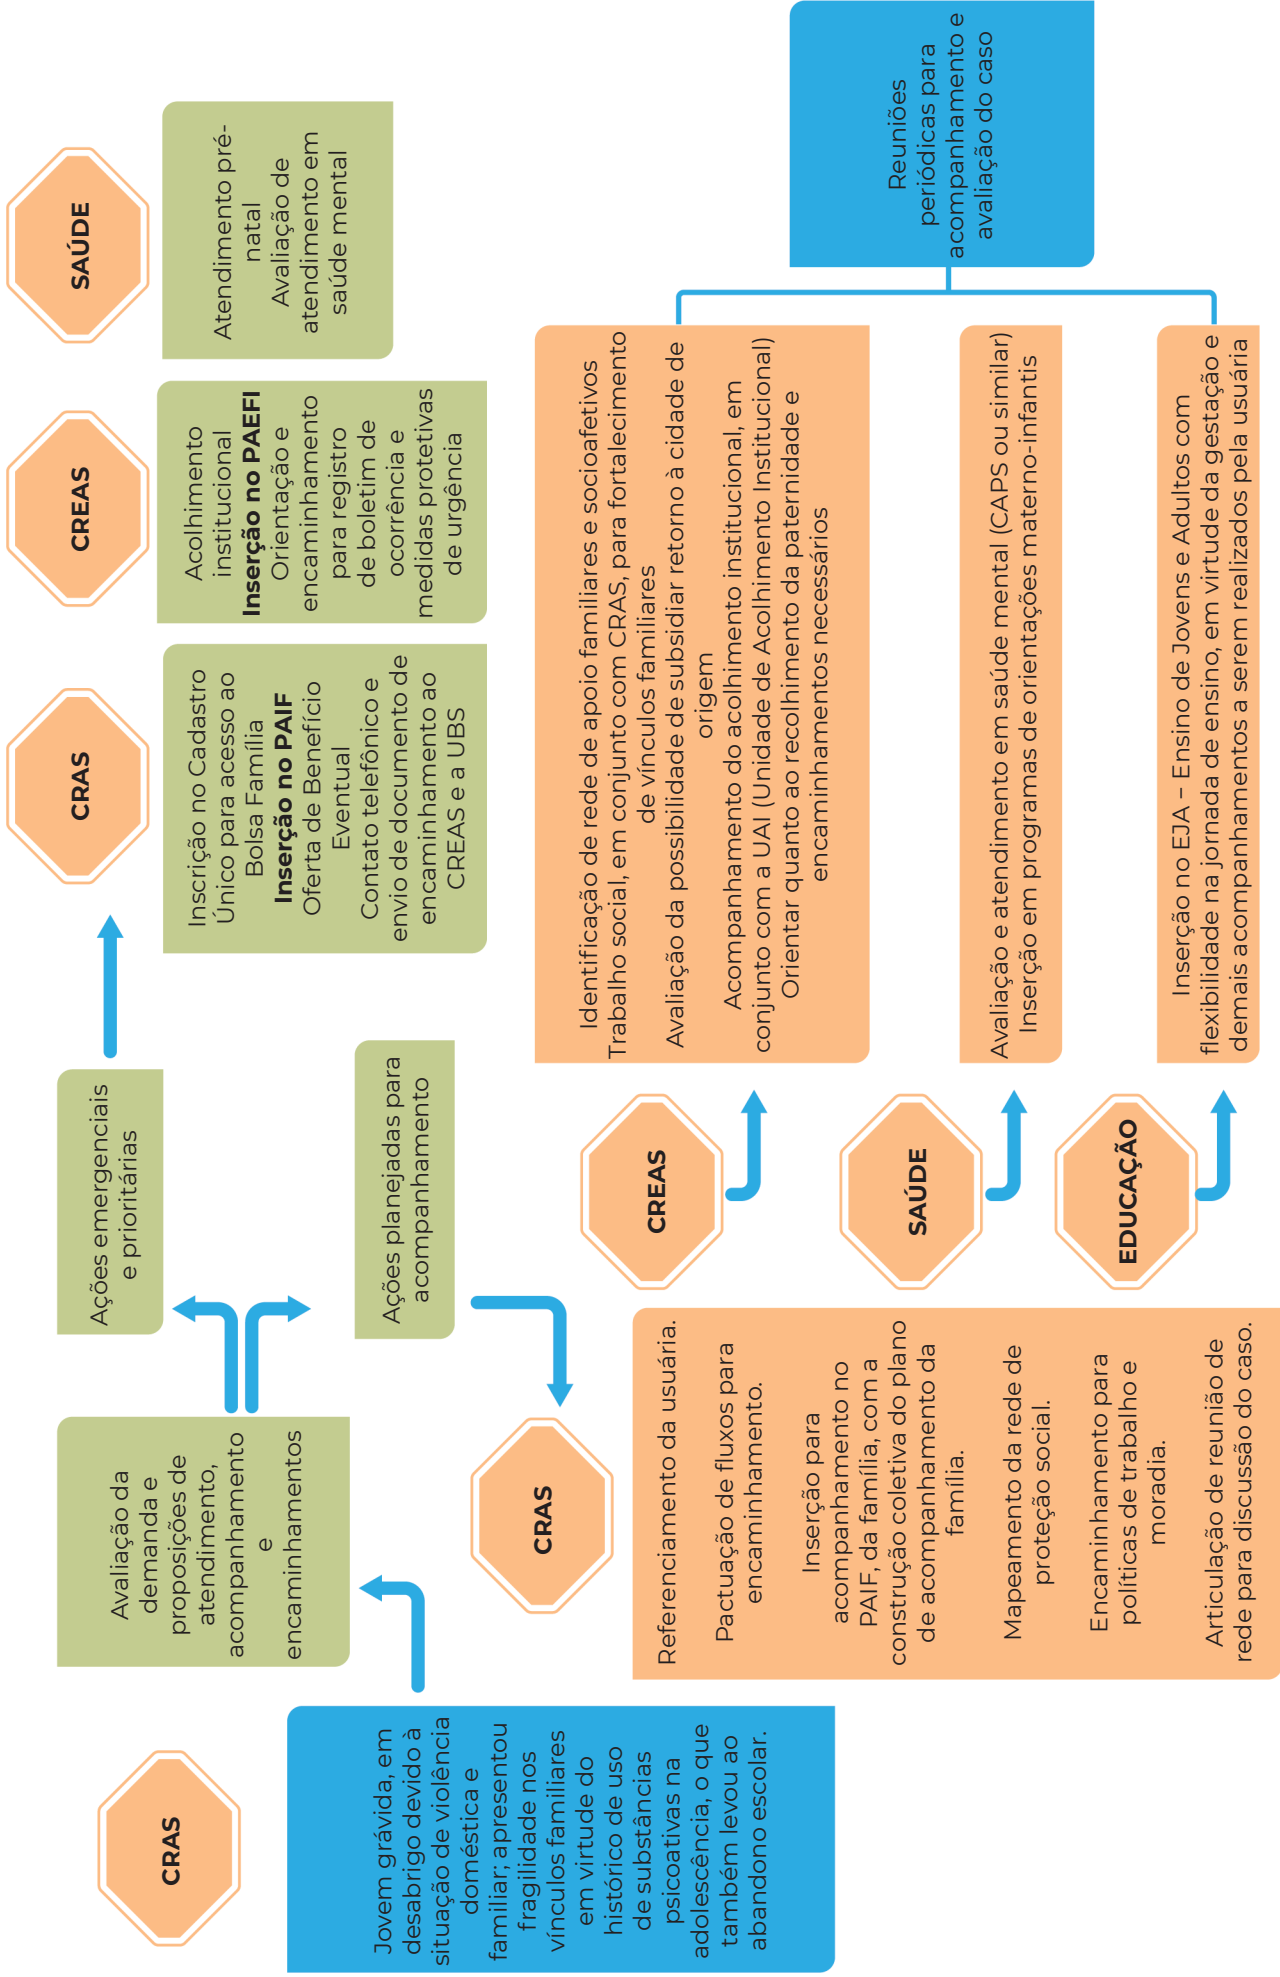 CRAS
Jovem grávida, em
desabrigo devido à
situação de violência
doméstica e
familiar; apresentou
fragilidade nos
vínculos familiares
em virtude do
histórico de uso
de substâncias
psicoativas na
adolescência, o que
também levou ao
abandono escolar.
Avaliação da
demanda e
proposições de
atendimento,
acompanhamento
e
encaminhamentos
Ações emergenciais
e prioritárias
CRAS
Inscrição no Cadastro
Único para acesso ao
Bolsa Família
Inserção no PAIF
Oferta de Benefício
Eventual
Contato telefônico e
envio de documento de
encaminhamento ao
CREAS e a UBS
CREAS
Acolhimento
institucional
Inserção no PAEFI
Orientação e
encaminhamento
para registro
de boletim de
ocorrência e
medidas protetivas
de urgência
SAÚDE
Atendimento pré-
natal
Avaliação de
atendimento em
saúde mental
Ações planejadas para
acompanhamento
CRAS
Referenciamento da usuária.
Pactuação de fluxos para
encaminhamento.
Inserção para
acompanhamento no
PAIF, da família, com a
construção coletiva do plano
de acompanhamento da
família.
Mapeamento da rede de
proteção social.
Encaminhamento para
políticas de trabalho e
moradia.
Articulação de reunião de
rede para discussão do caso.
CREAS
Identificação de rede de apoio familiares e socioafetivos
Trabalho social, em conjunto com CRAS, para fortalecimento
de vínculos familiares
Avaliação da possibilidade de subsidiar retorno à cidade de
origem
Acompanhamento do acolhimento institucional, em
conjunto com a UAI (Unidade de Acolhimento Institucional)
Orientar quanto ao recolhimento da paternidade e
encaminhamentos necessários
SAÚDE
Avaliação e atendimento em saúde mental (CAPS ou similar)
Inserção em programas de orientações materno-infantis
EDUCAÇÃO
Inserção no EJA – Ensino de Jovens e Adultos com
flexibilidade na jornada de ensino, em virtude da gestação e
demais acompanhamentos a serem realizados pela usuária
Reuniões
periódicas para
acompanhamento e
avaliação do caso